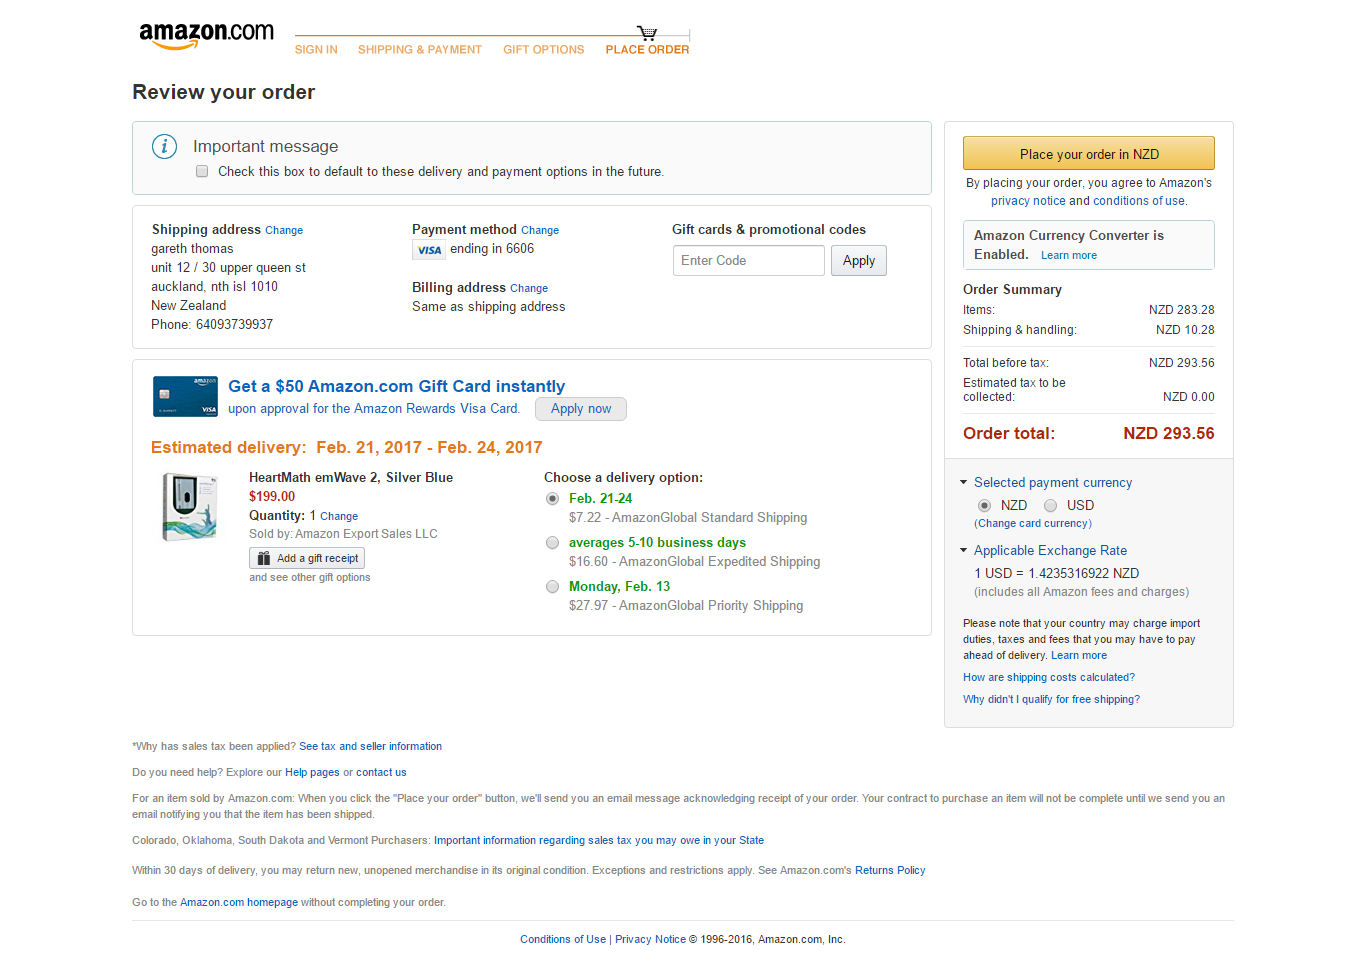 amazon.com
SIGN IN SHIPPING & PAYMENT GIFT OPTIONS PLACE ORDER
Review your order
Important message
Check this box to default to these delivery and payment options in the future.
Shipping address Change
gareth thomas
unit 12 / 30 upper queen st
auckland, nth isl 1010
New Zealand
Phone: 64093739937
Payment method Change
VISA ending in 6606
Billing address Change
Same as shipping address
Gift cards & promotional codes
Enter Code Apply
amazon
VISA
Get a $50 Amazon.com Gift Card instantly
upon approval for the Amazon Rewards Visa Card. Apply now
Estimated delivery: Feb. 21, 2017 - Feb. 24, 2017
HeartMath emWave 2, Silver Blue
$199.00
Quantity: 1 Change
Sold by: Amazon Export Sales LLC
Add a gift receipt
and see other gift options
Choose a delivery option:
Feb. 21-24
$7.22 - AmazonGlobal Standard Shipping
averages 5-10 business days
$16.60 - AmazonGlobal Expedited Shipping
Monday, Feb. 13
$27.97 - AmazonGlobal Priority Shipping
Place your order in NZD
By placing your order, you agree to Amazon's
privacy notice and conditions of use.
Amazon Currency Converter is
Enabled. Learn more
Order Summary
Items: NZD 283.28
Shipping & handling: NZD 10.28
Total before tax: NZD 293.56
Estimated tax to be
collected: NZD 0.00
Order total: NZD 293.56
Selected payment currency
NZD USD
(Change card currency)
Applicable Exchange Rate
1 USD = 1.4235316922 NZD
(includes all Amazon fees and charges)
Please note that your country may charge import
duties, taxes and fees that you may have to pay
ahead of delivery. Learn more
How are shipping costs calculated?
Why didn't I qualify for free shipping?
*Why has sales tax been applied? See tax and seller information
Do you need help? Explore our Help pages or contact us
For an item sold by Amazon.com: When you click the "Place your order" button, we'll send you an email message acknowledging receipt of your order. Your contract to purchase an item will not be complete until we send you an
email notifying you that the item has been shipped.
Colorado, Oklahoma, South Dakota and Vermont Purchasers: Important information regarding sales tax you may owe in your State
Within 30 days of delivery, you may return new, unopened merchandise in its original condition. Exceptions and restrictions apply. See Amazon.com's Returns Policy
Go to the Amazon.com homepage without completing your order.
Conditions of Use | Privacy Notice © 1996-2016, Amazon.com, Inc.